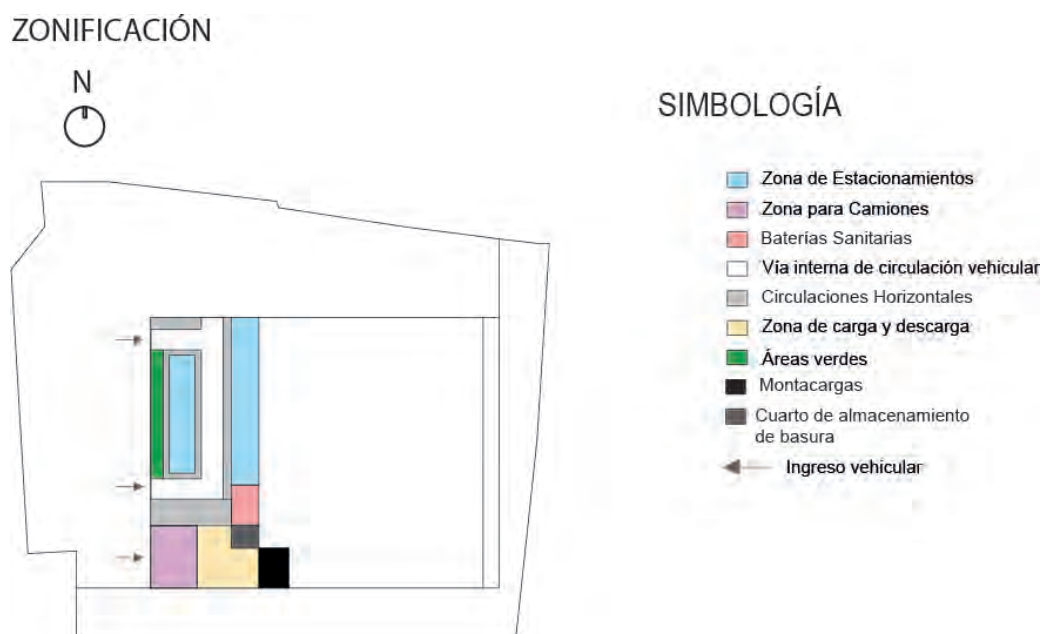 ZONIFICACIÓN
N
SIMBOLOGÍA
Zona de Estacionamientos
Zona para Camiones
Baterías Sanitarias
Vía interna de circulación vehicular
Circulaciones Horizontales
Zona de carga y descarga
Áreas verdes
Montacargas
Cuarto de almacenamiento
de basura
Ingreso vehicular